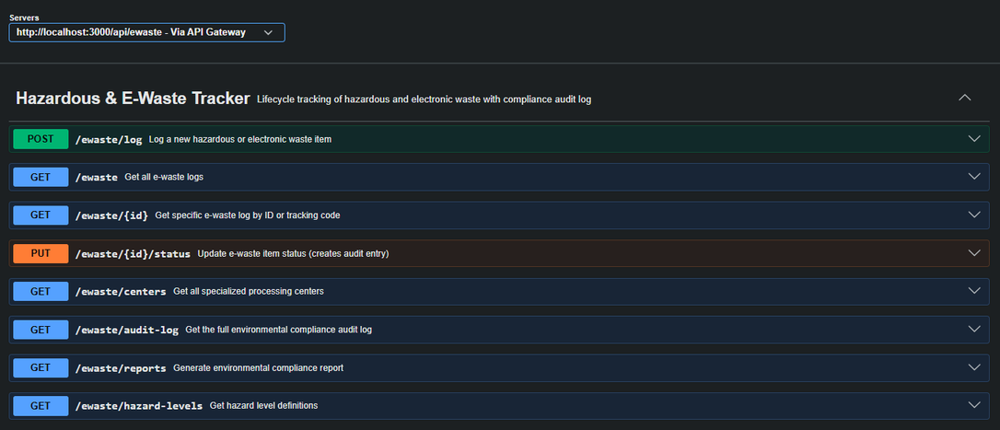 Servers
http://localhost:3000/api/ewaste - Via API Gateway
Hazardous & E-Waste Tracker Lifecycle tracking of hazardous and electronic waste with compliance audit log
POST /ewaste/log Log a new hazardous or electronic waste item
GET /ewaste Get all e-waste logs
GET /ewaste/{id} Get specific e-waste log by ID or tracking code
PUT /ewaste/{id}/status Update e-waste item status (creates audit entry)
GET /ewaste/centers Get all specialized processing centers
GET /ewaste/audit-log Get the full environmental compliance audit log
GET /ewaste/reports Generate environmental compliance report
GET /ewaste/hazard-levels Get hazard level definitions